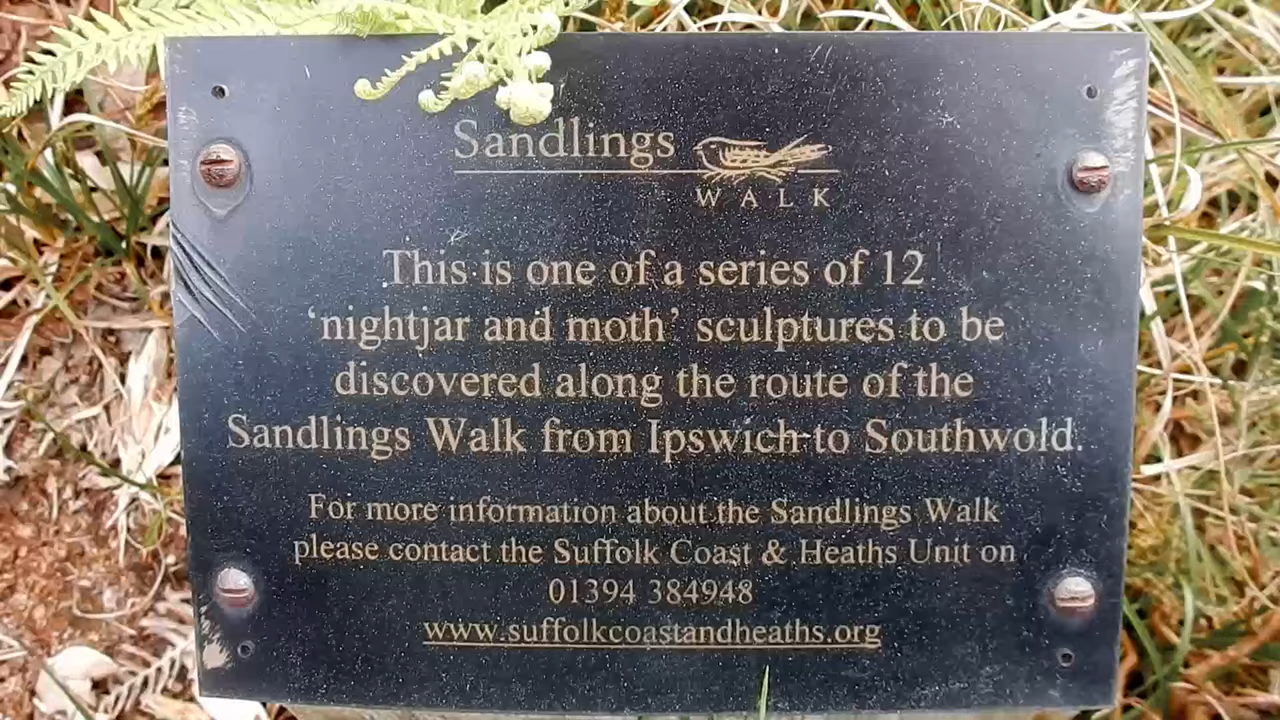 Sandlings
WALK
This is one of a series of 12
‘nightjar and moth’ sculptures to be
discovered along the route of the
Sandlings Walk from Ipswich to Southwold.
For more information about the Sandlings Walk
please contact the Suffolk Coast & Heaths Unit on
01394 384948
www.suffolkcoastandheaths.org